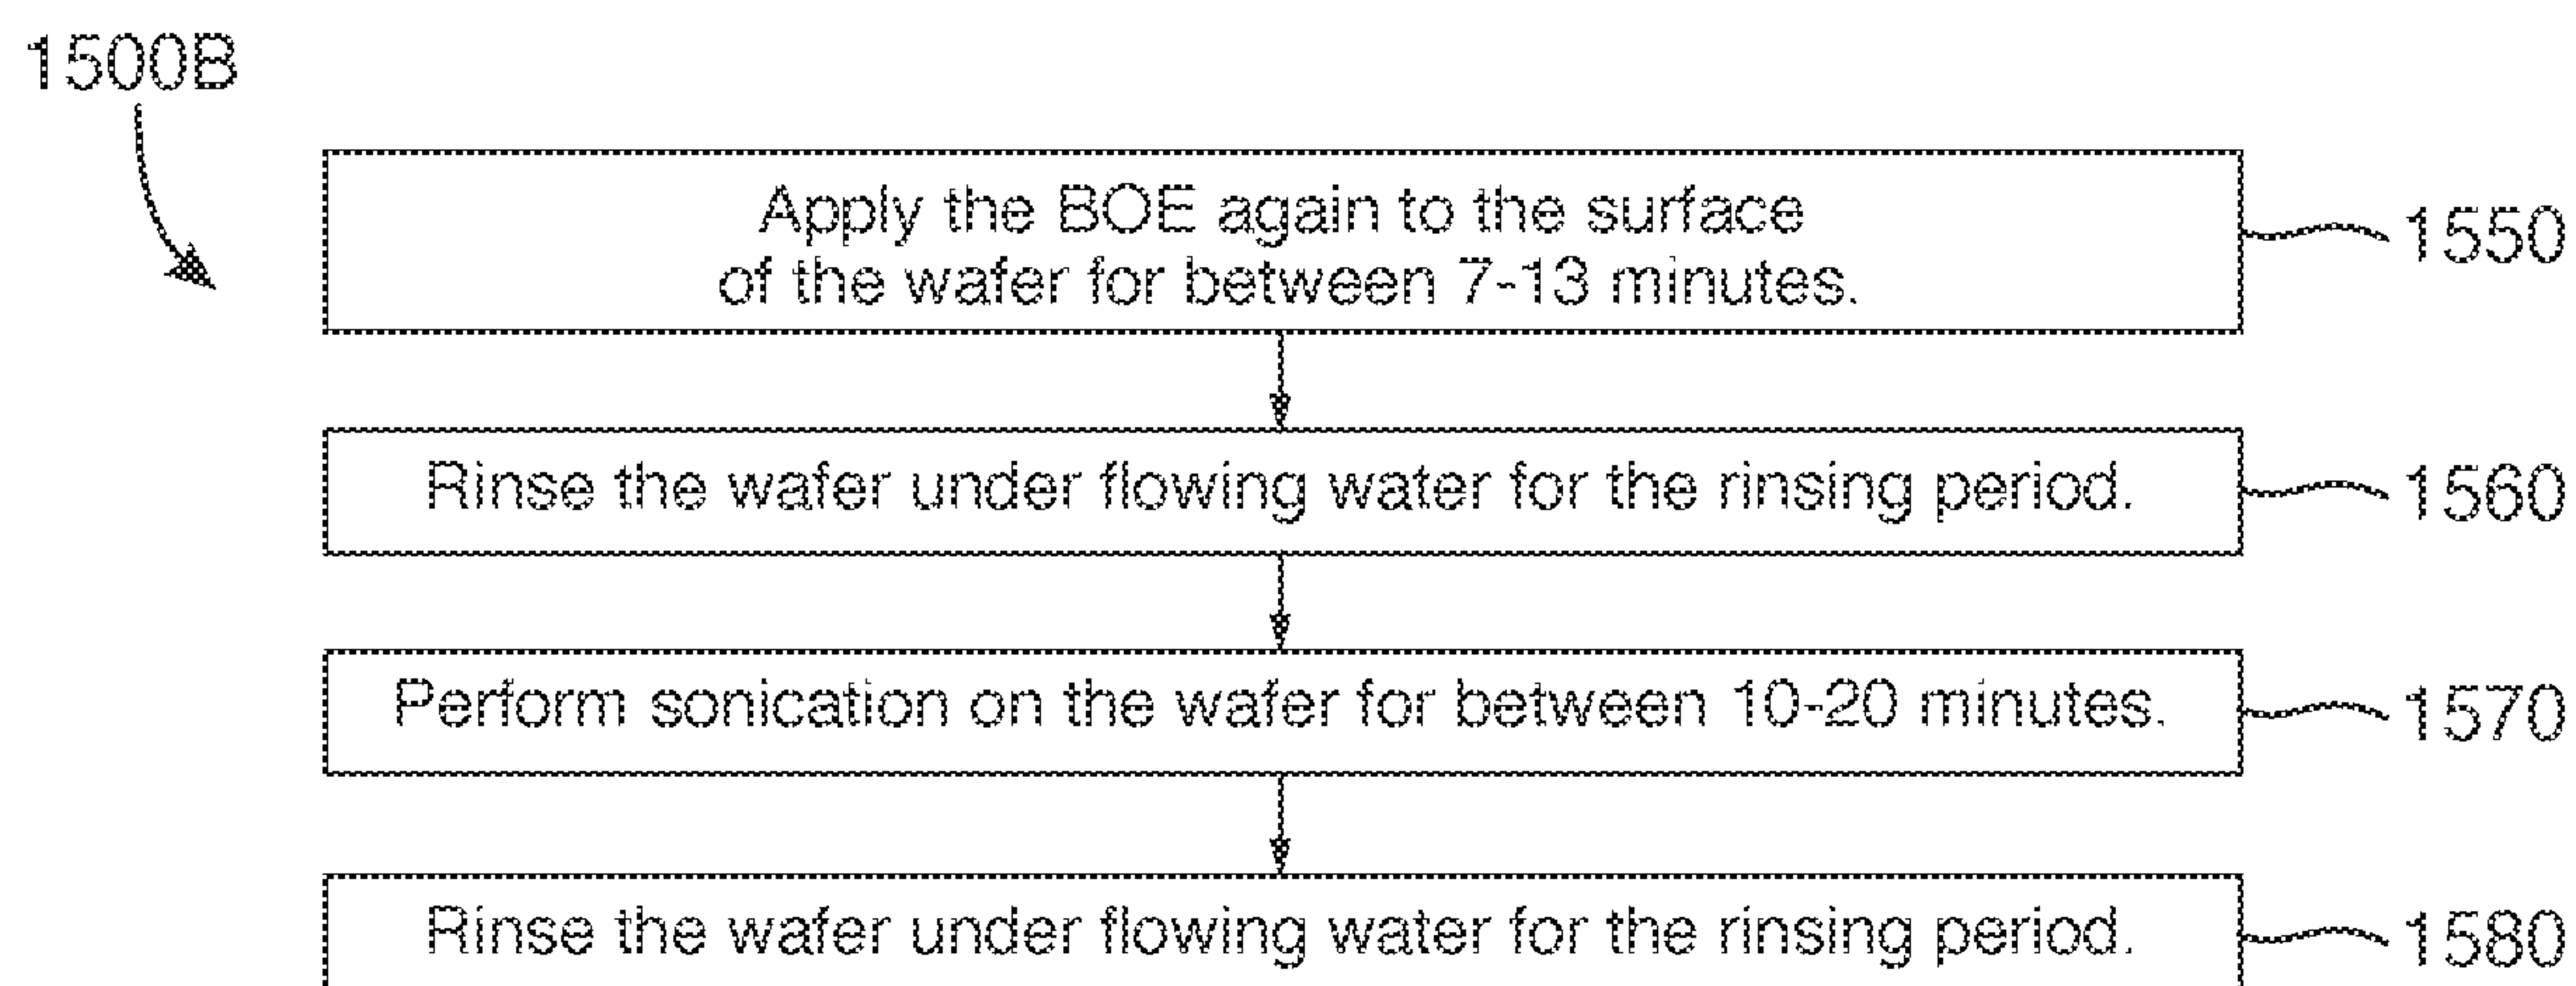 1500B
Apply the BOE again to the surface
of the wafer for between 7-13 minutes.
1550
Rinse the wafer under flowing water for the rinsing period.
1560
Perform sonication on the wafer for between 10-20 minutes.
1570
Rinse the wafer under flowing water for the rinsing period.
1580